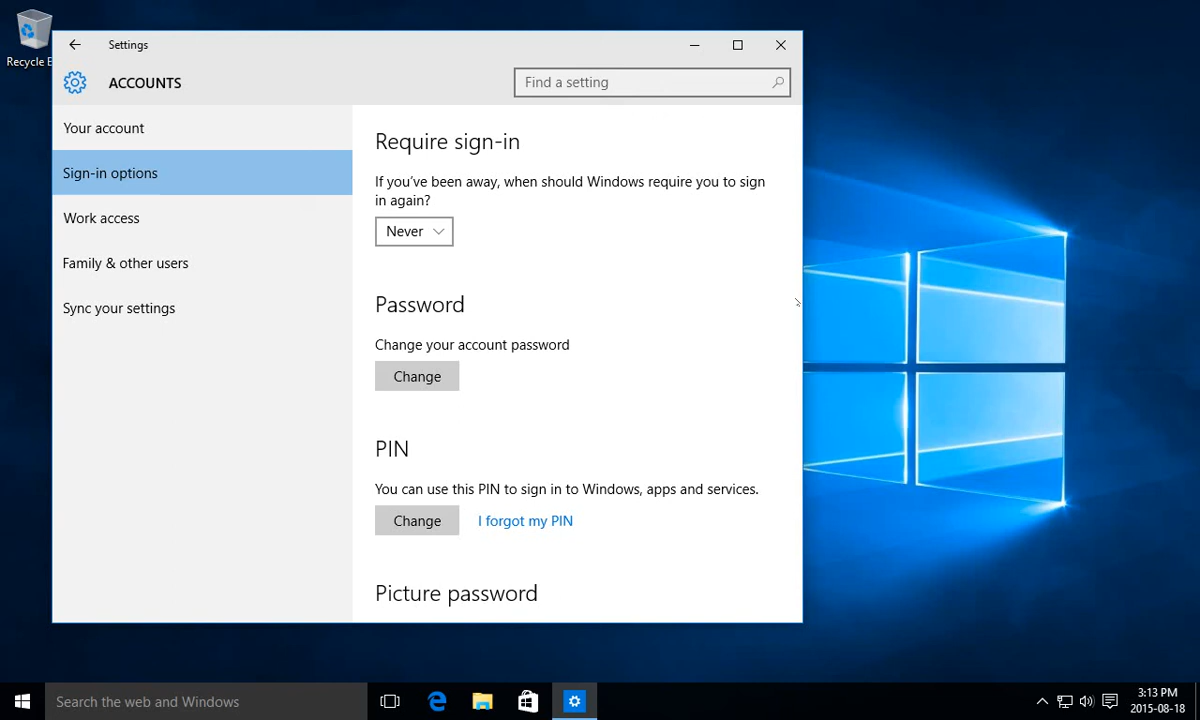 Recycle B
Settings
ACCOUNTS
Find a setting
Your account
Sign-in options
Work access
Family & other users
Sync your settings
Require sign-in
If you've been away, when should Windows require you to sign
in again?
Never
Password
Change your account password
Change
PIN
You can use this PIN to sign in to Windows, apps and services.
Change I forgot my PIN
Picture password
Search the web and Windows
3:13 PM
2015-08-18